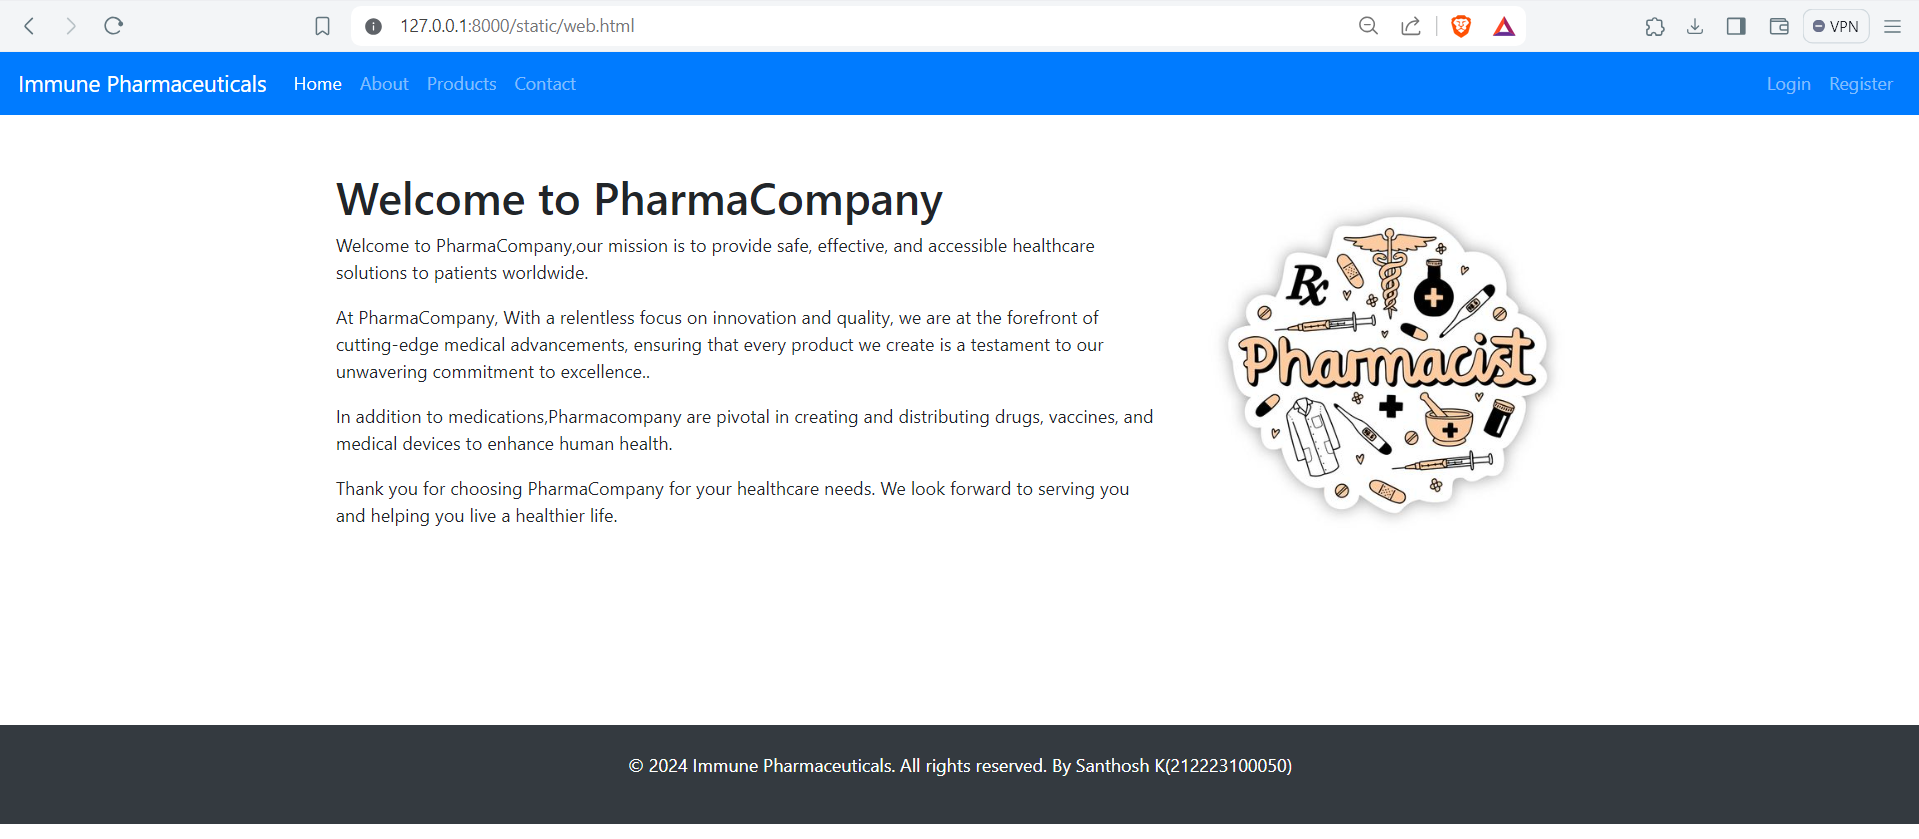 127.0.0.1:8000/static/web.html
VPN
Immune Pharmaceuticals Home About Products Contact Login Register
Welcome to PharmaCompany
Welcome to PharmaCompany,our mission is to provide safe, effective, and accessible healthcare
solutions to patients worldwide.
At PharmaCompany, With a relentless focus on innovation and quality, we are at the forefront of
cutting-edge medical advancements, ensuring that every product we create is a testament to our
unwavering commitment to excellence..
In addition to medications,Pharmacompany are pivotal in creating and distributing drugs, vaccines, and
medical devices to enhance human health.
Thank you for choosing PharmaCompany for your healthcare needs. We look forward to serving you
and helping you live a healthier life.
Rx
Pharmacist
© 2024 Immune Pharmaceuticals. All rights reserved. By Santhosh K(212223100050)